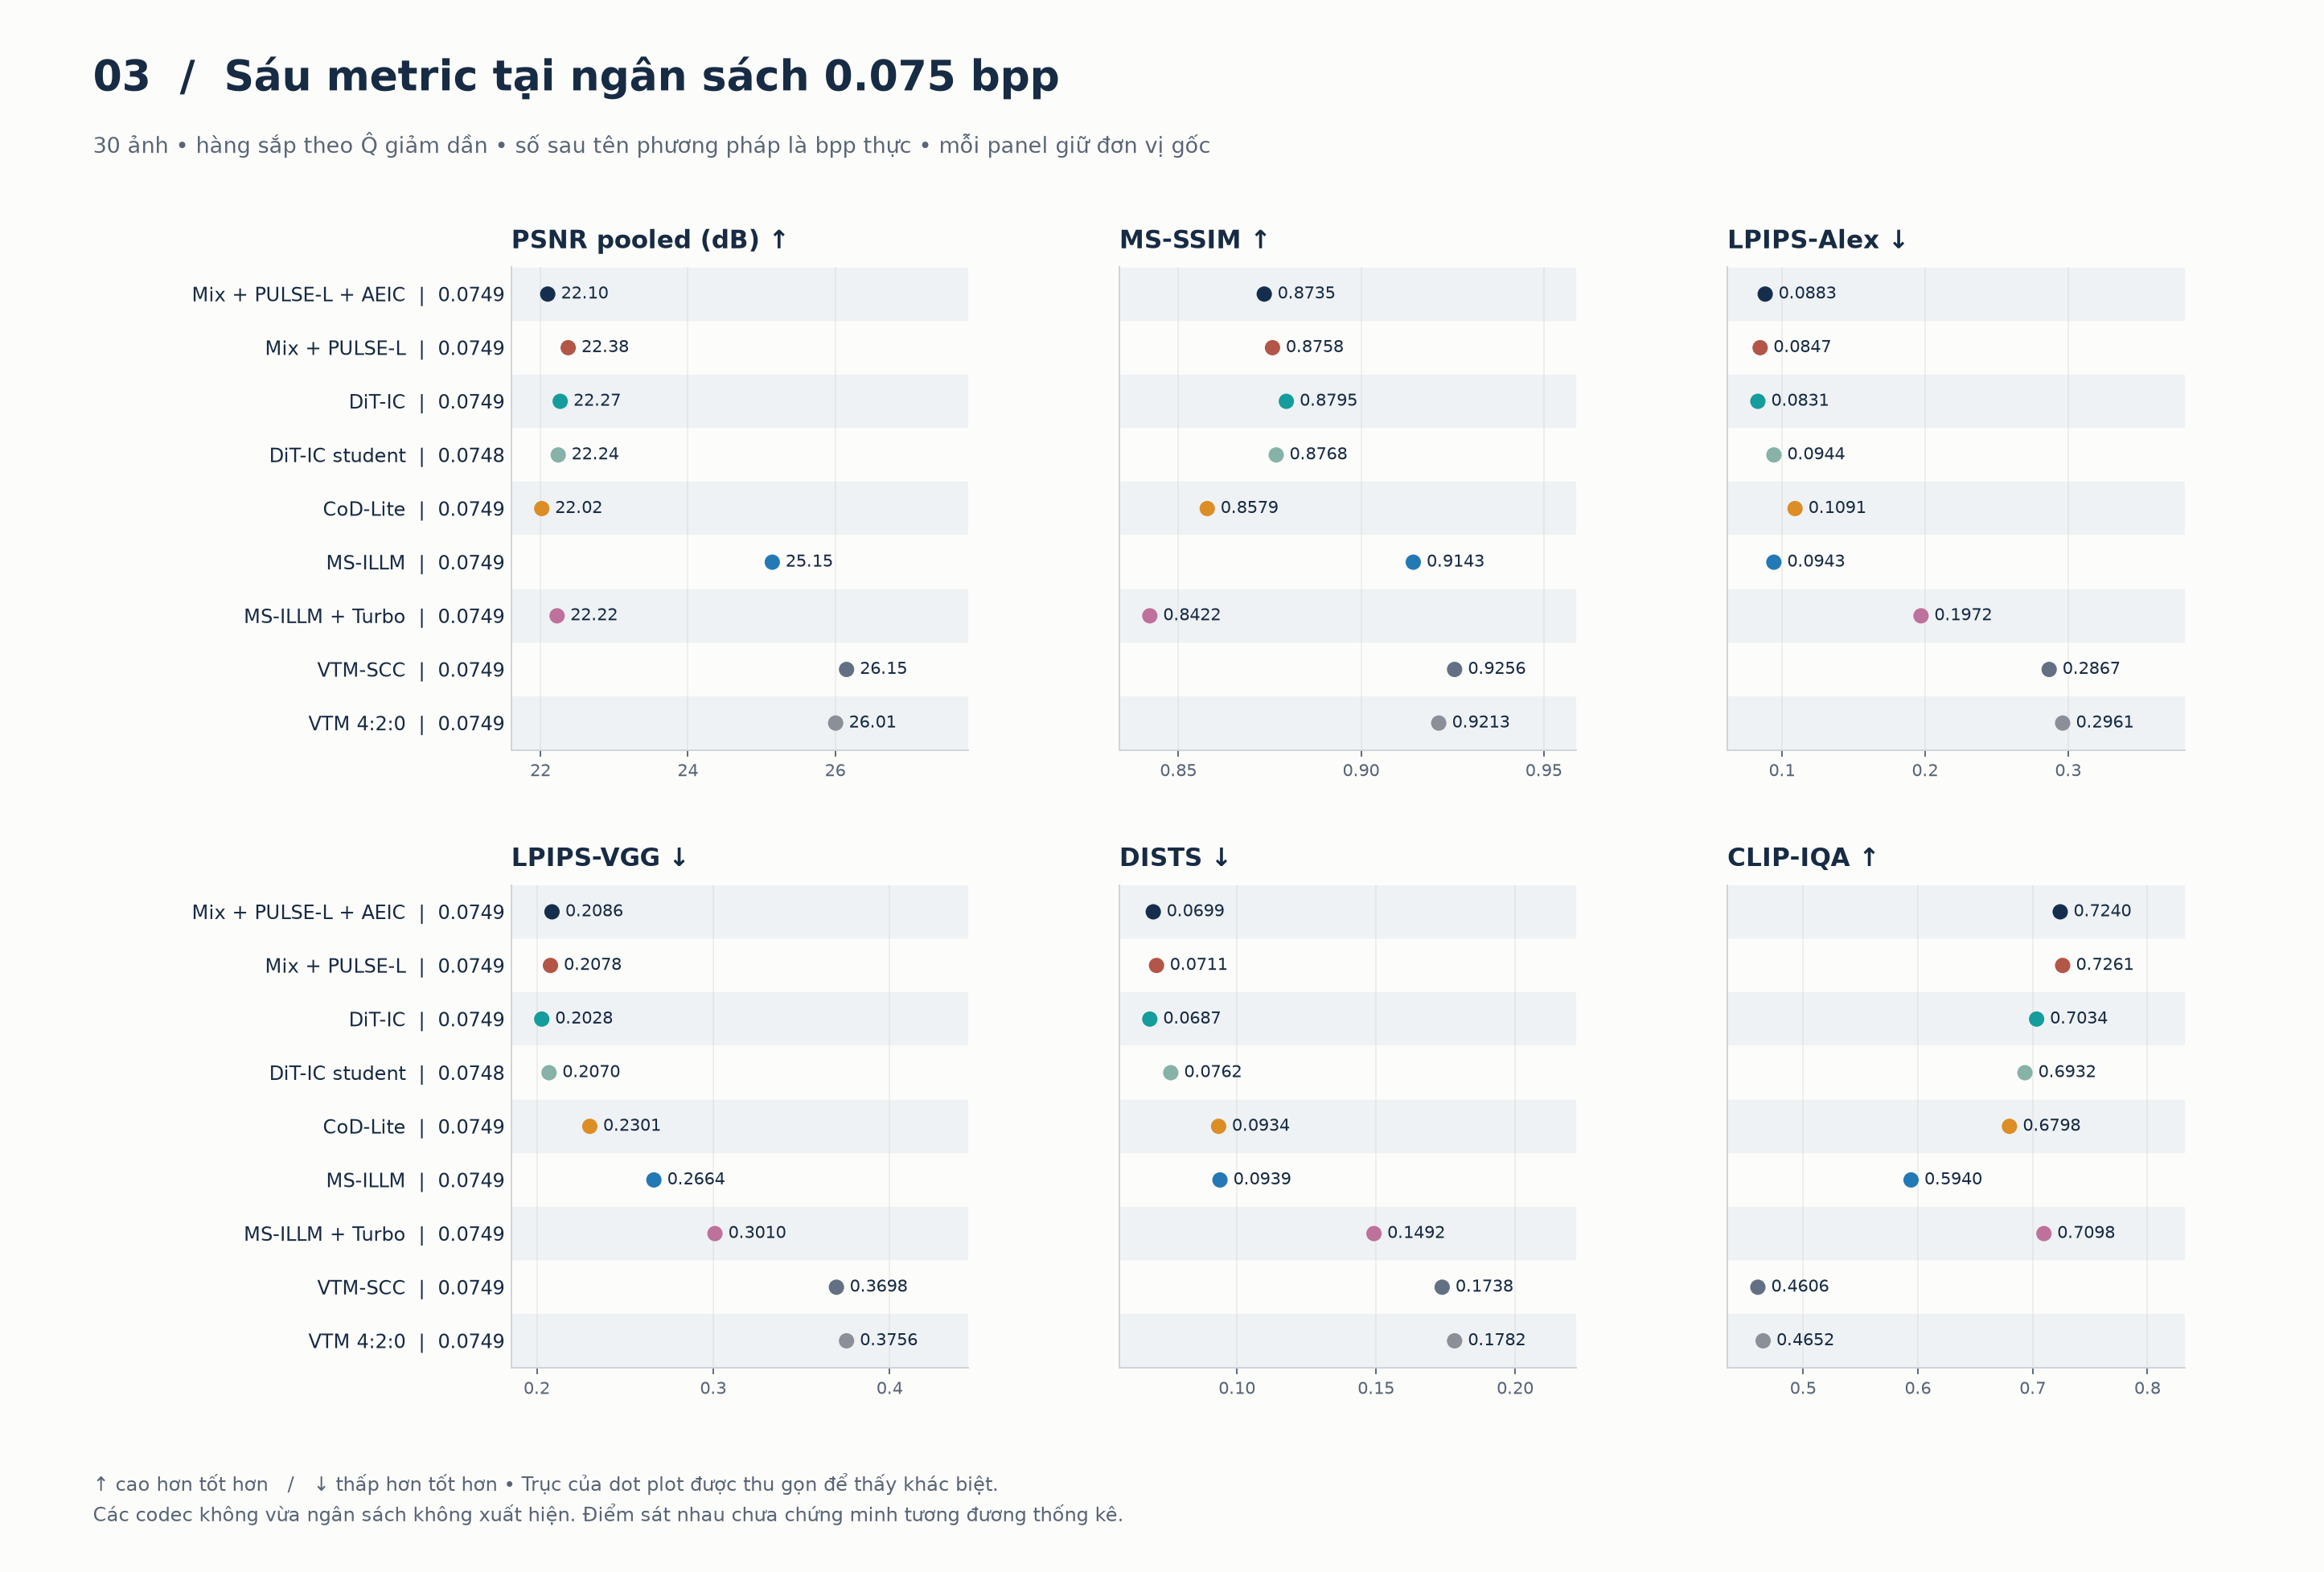 03 / Sáu metric tại ngân sách 0.075 bpp
30 ảnh • hàng sắp theo Q̂ giảm dần • số sau tên phương pháp là bpp thực • mỗi panel giữ đơn vị gốc
PSNR pooled (dB) ↑
Mix + PULSE-L + AEIC | 0.0749 22.10
Mix + PULSE-L | 0.0749 22.38
DiT-IC | 0.0749 22.27
DiT-IC student | 0.0748 22.24
CoD-Lite | 0.0749 22.02
MS-ILLM | 0.0749 25.15
MS-ILLM + Turbo | 0.0749 22.22
VTM-SCC | 0.0749 26.15
VTM 4:2:0 | 0.0749 26.01
22 24 26
MS-SSIM ↑
0.8735
0.8758
0.8795
0.8768
0.8579
0.9143
0.8422
0.9256
0.9213
0.85 0.90 0.95
LPIPS-Alex ↓
0.0883
0.0847
0.0831
0.0944
0.1091
0.0943
0.1972
0.2867
0.2961
0.1 0.2 0.3
LPIPS-VGG ↓
Mix + PULSE-L + AEIC | 0.0749 0.2086
Mix + PULSE-L | 0.0749 0.2078
DiT-IC | 0.0749 0.2028
DiT-IC student | 0.0748 0.2070
CoD-Lite | 0.0749 0.2301
MS-ILLM | 0.0749 0.2664
MS-ILLM + Turbo | 0.0749 0.3010
VTM-SCC | 0.0749 0.3698
VTM 4:2:0 | 0.0749 0.3756
0.2 0.3 0.4
DISTS ↓
0.0699
0.0711
0.0687
0.0762
0.0934
0.0939
0.1492
0.1738
0.1782
0.10 0.15 0.20
CLIP-IQA ↑
0.7240
0.7261
0.7034
0.6932
0.6798
0.5940
0.7098
0.4606
0.4652
0.5 0.6 0.7 0.8
↑ cao hơn tốt hơn / ↓ thấp hơn tốt hơn • Trục của dot plot được thu gọn để thấy khác biệt.
Các codec không vừa ngân sách không xuất hiện. Điểm sát nhau chưa chứng minh tương đương thống kê.